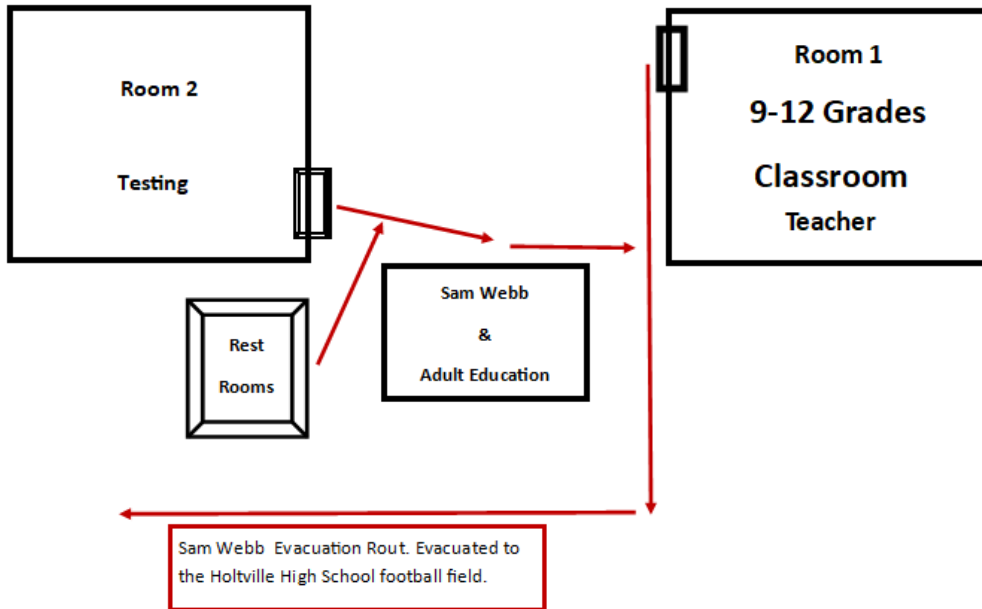 Room 2
Testing
Room 1
9-12 Grades
Classroom
Teacher
Sam Webb
&
Adult Education
Rest
Rooms
Sam Webb  Evacuation Rout. Evacuated to
the Holtville High School football field.